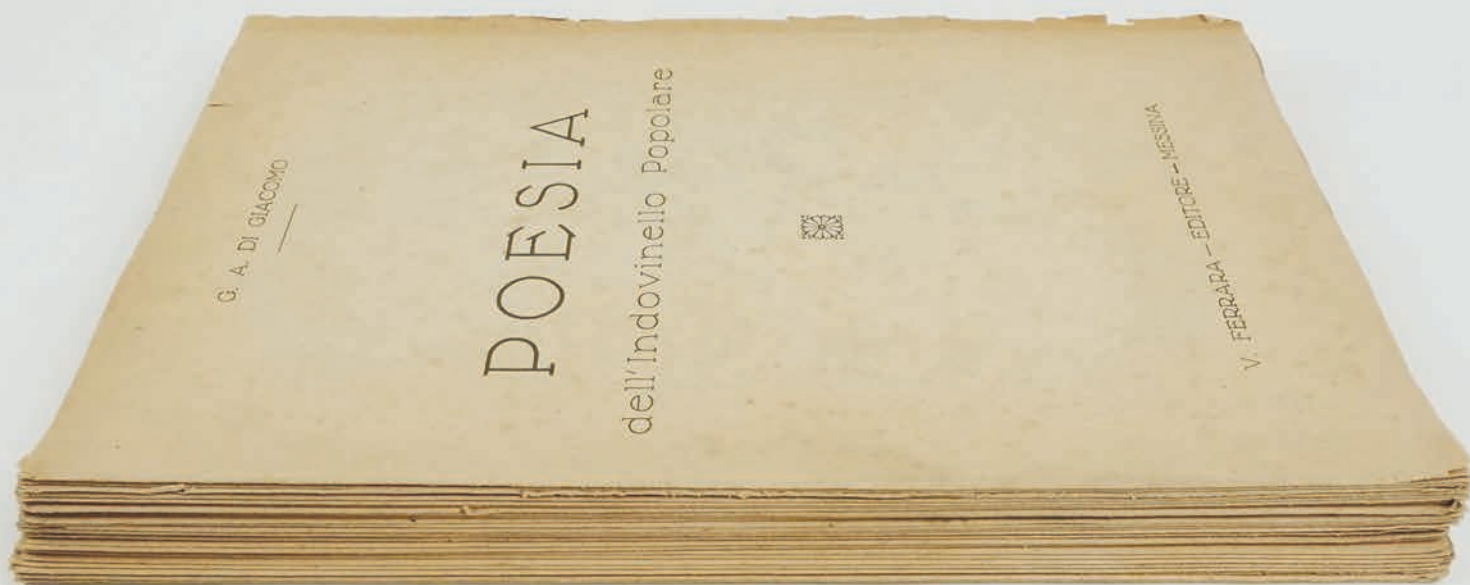 G. A. DI GIACOMO
POESIA
dell'Indovinello Popolare
V. FERRARA — EDITORE — MESSINA